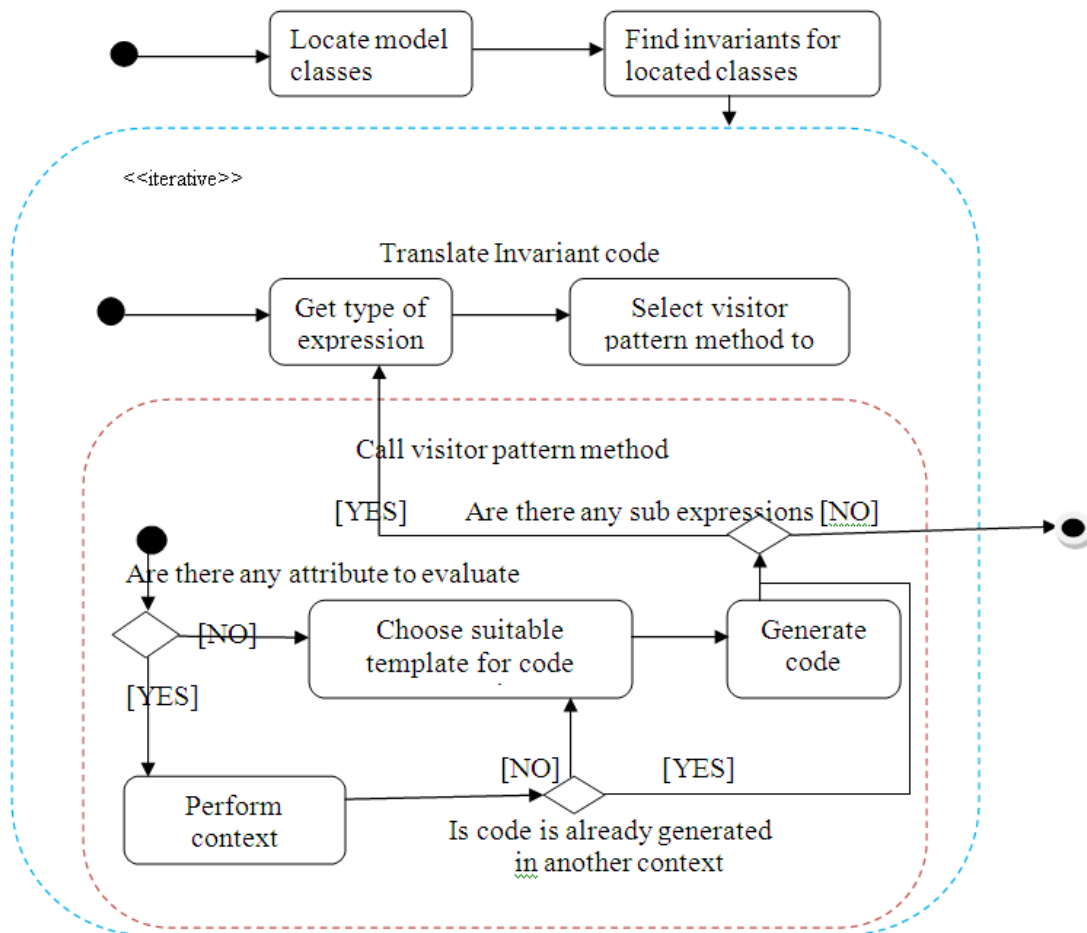 Locate model
classes
Find invariants for
located classes
<<iterative>>
Translate Invariant code
Get type of
expression
Select visitor
pattern method to
Call visitor pattern method
[YES]
Are there any sub expressions [NO]
Are there any attribute to evaluate
[NO]
Choose suitable
template for code
Generate
code
[YES]
[NO]
[YES]
Perform
context
Is code is already generated
in another context